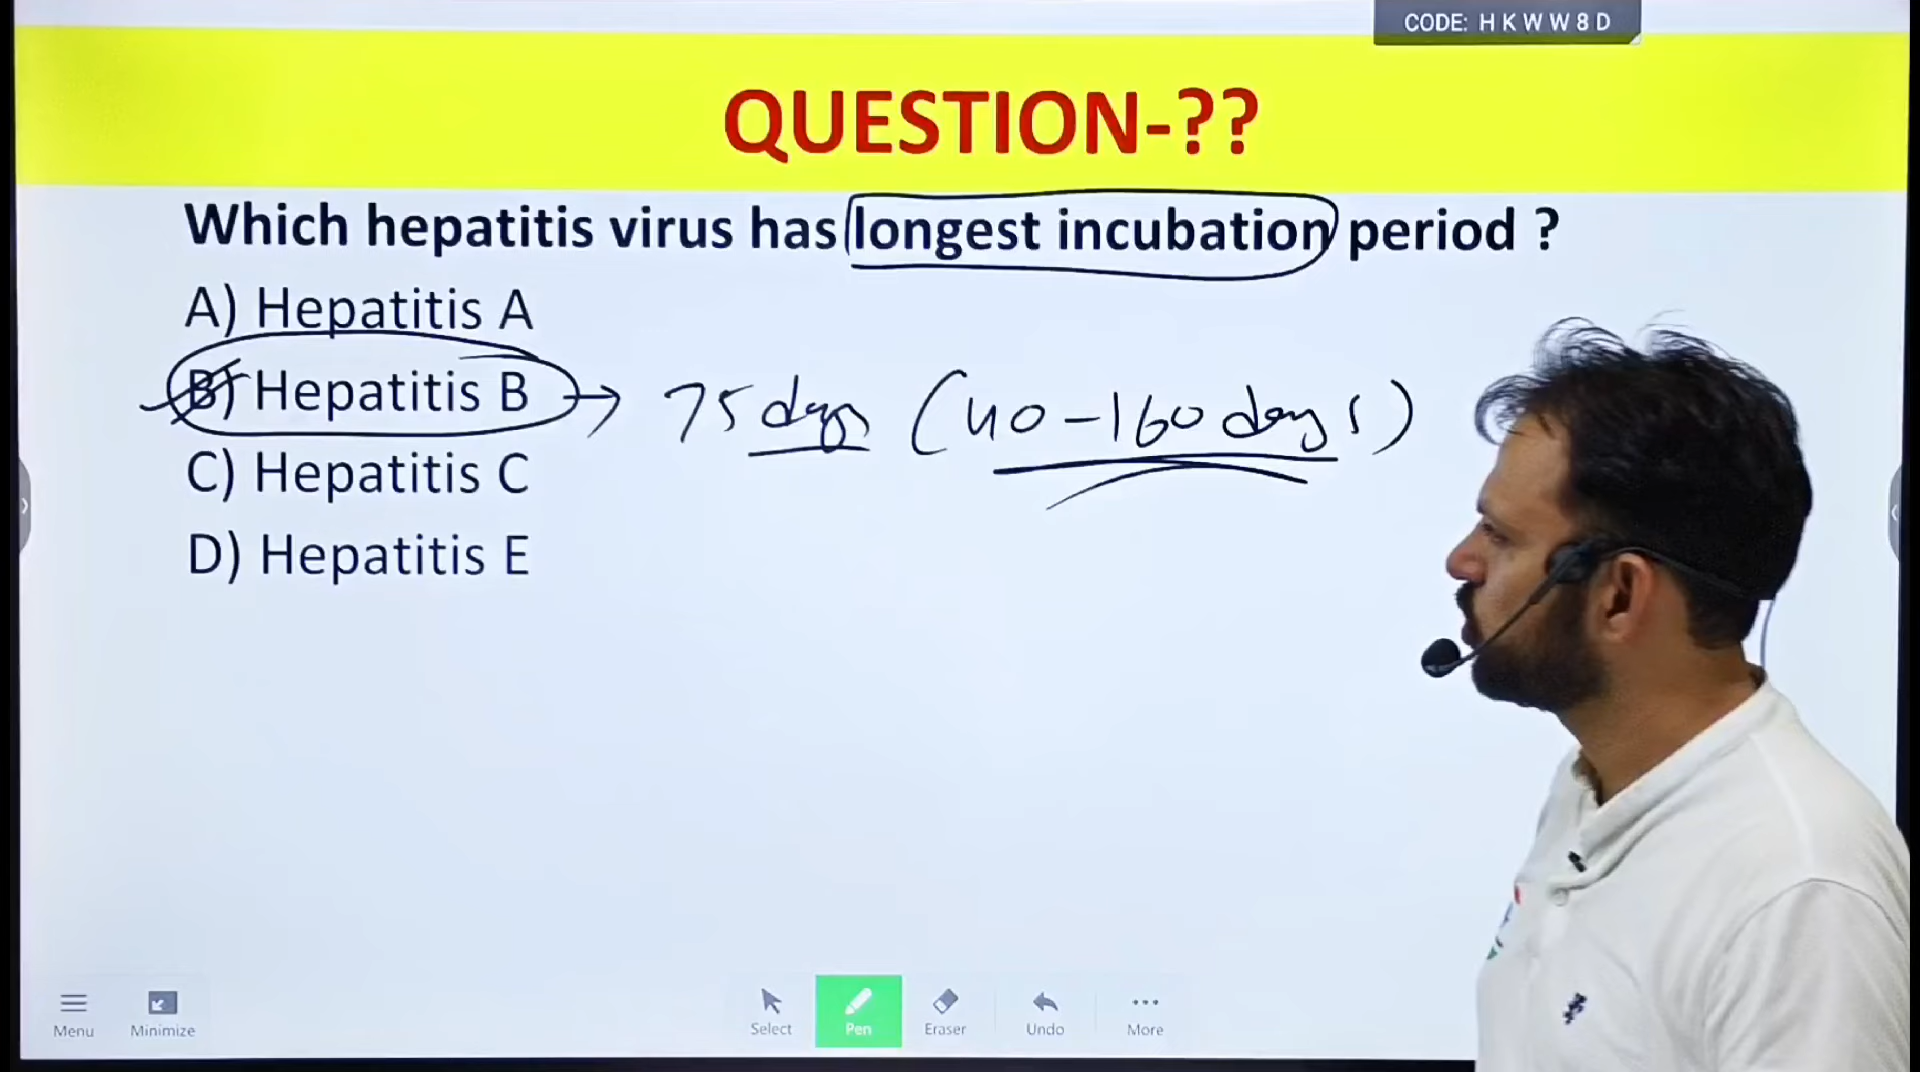 CODE: H K W W 8 D
QUESTION-??
Which hepatitis virus has longest incubation period ?
A) Hepatitis A
B) Hepatitis B → 75 days (40-160 days)
C) Hepatitis C
D) Hepatitis E
Menu
Minimize
Select
Pen
Eraser
Undo
More